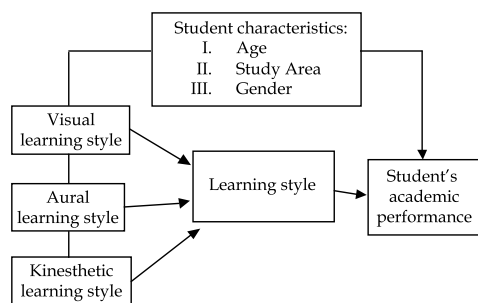 Student characteristics:
I. Age
II. Study Area
III. Gender
Visual
learning style
Aural
learning style
Kinesthetic
learning style
Learning style
Student's
academic
performance